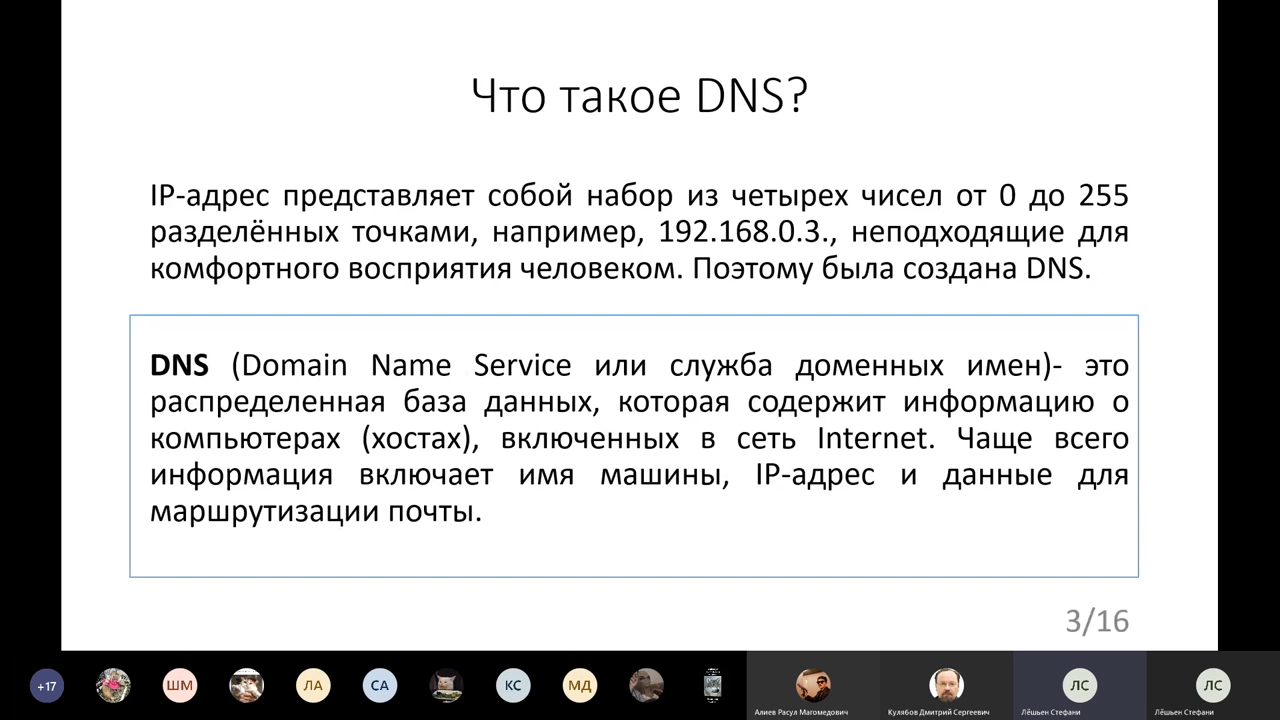 Что такое DNS?
IP-адрес представляет собой набор из четырех чисел от 0 до 255
разделённых точками, например, 192.168.0.3., неподходящие для
комфортного восприятия человеком. Поэтому была создана DNS.
DNS (Domain Name Service или служба доменных имен)- это
распределенная база данных, которая содержит информацию о
компьютерах (хостах), включенных в сеть Internet. Чаще всего
информация включает имя машины, IP-адрес и данные для
маршрутизации почты.
3/16
+17 ШМ ЛА СА КС МД ЛС ЛС
Алиев Расул Магомедович Кулябов Дмитрий Сергеевич Лёшьен Стефани Лёшьен Стефани